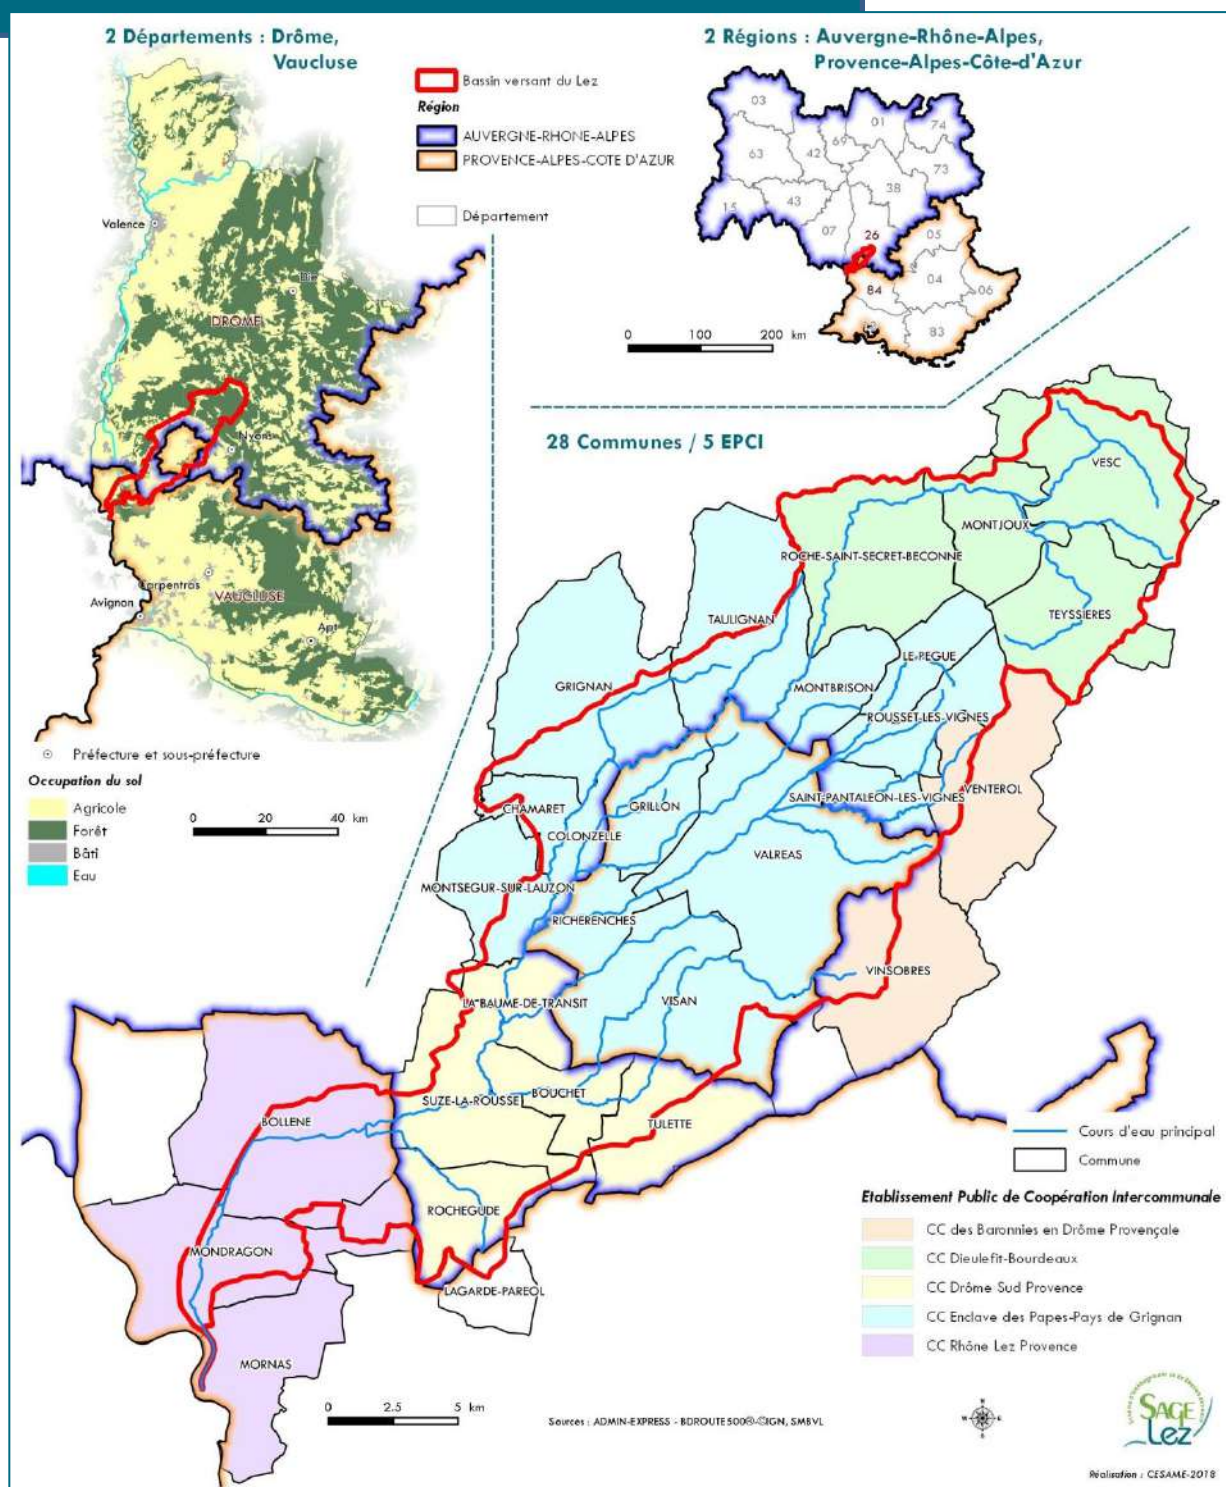 2 Départements : Drôme,
Vaucluse
2 Régions : Auvergne-Rhône-Alpes,
Provence-Alpes-Côte-d'Azur
Bassin versant du Lez
Région
AUVERGNE-RHONE-ALPES
PROVENCE-ALPES-COTE D'AZUR
Département
03
01
74
69
42
63
73
38
43
15
07
26
05
04
84
06
83
0 100 200 km
Valence
Die
DROME
Nyons
Carpentras
Avignon
VAUCLUSE
Apt
Préfecture et sous-préfecture
Occupation du sol
Agricole
Forêt
Bâti
Eau
0 20 40 km
28 Communes / 5 EPCI
VESC
MONTJOUX
ROCHE-SAINT-SECRET-BECONNE
TEYSSIERES
TAULIGNAN
LE-PEGUE
GRIGNAN
MONTBRISON
ROUSSET-LES-VIGNES
VENTEROL
SAINT-PANTALEON-LES-VIGNES
CHAMARET
GRILLON
COLONZELLE
VALREAS
MONTSEGUR-SUR-LAUZON
RICHERENCHES
VINSOBRES
LA-BAUME-DE-TRANSIT
VISAN
BOUCHET
SUZE-LA-ROUSSE
BOLLENE
TULETTE
ROCHEGUDE
MONDRAGON
LAGARDE-PAREOL
MORNAS
Cours d'eau principal
Commune
Etablissement Public de Coopération Intercommunale
CC des Baronnies en Drôme Provençale
CC Dieulefit-Bourdeaux
CC Drôme Sud Provence
CC Enclave des Papes-Pays de Grignan
CC Rhône Lez Provence
0 2.5 5 km
Sources : ADMIN-EXPRESS - BDROUTE500®-©IGN, SMBVL
N
W E
S
SAGE
Lez
Réalisation : CESAME-2018